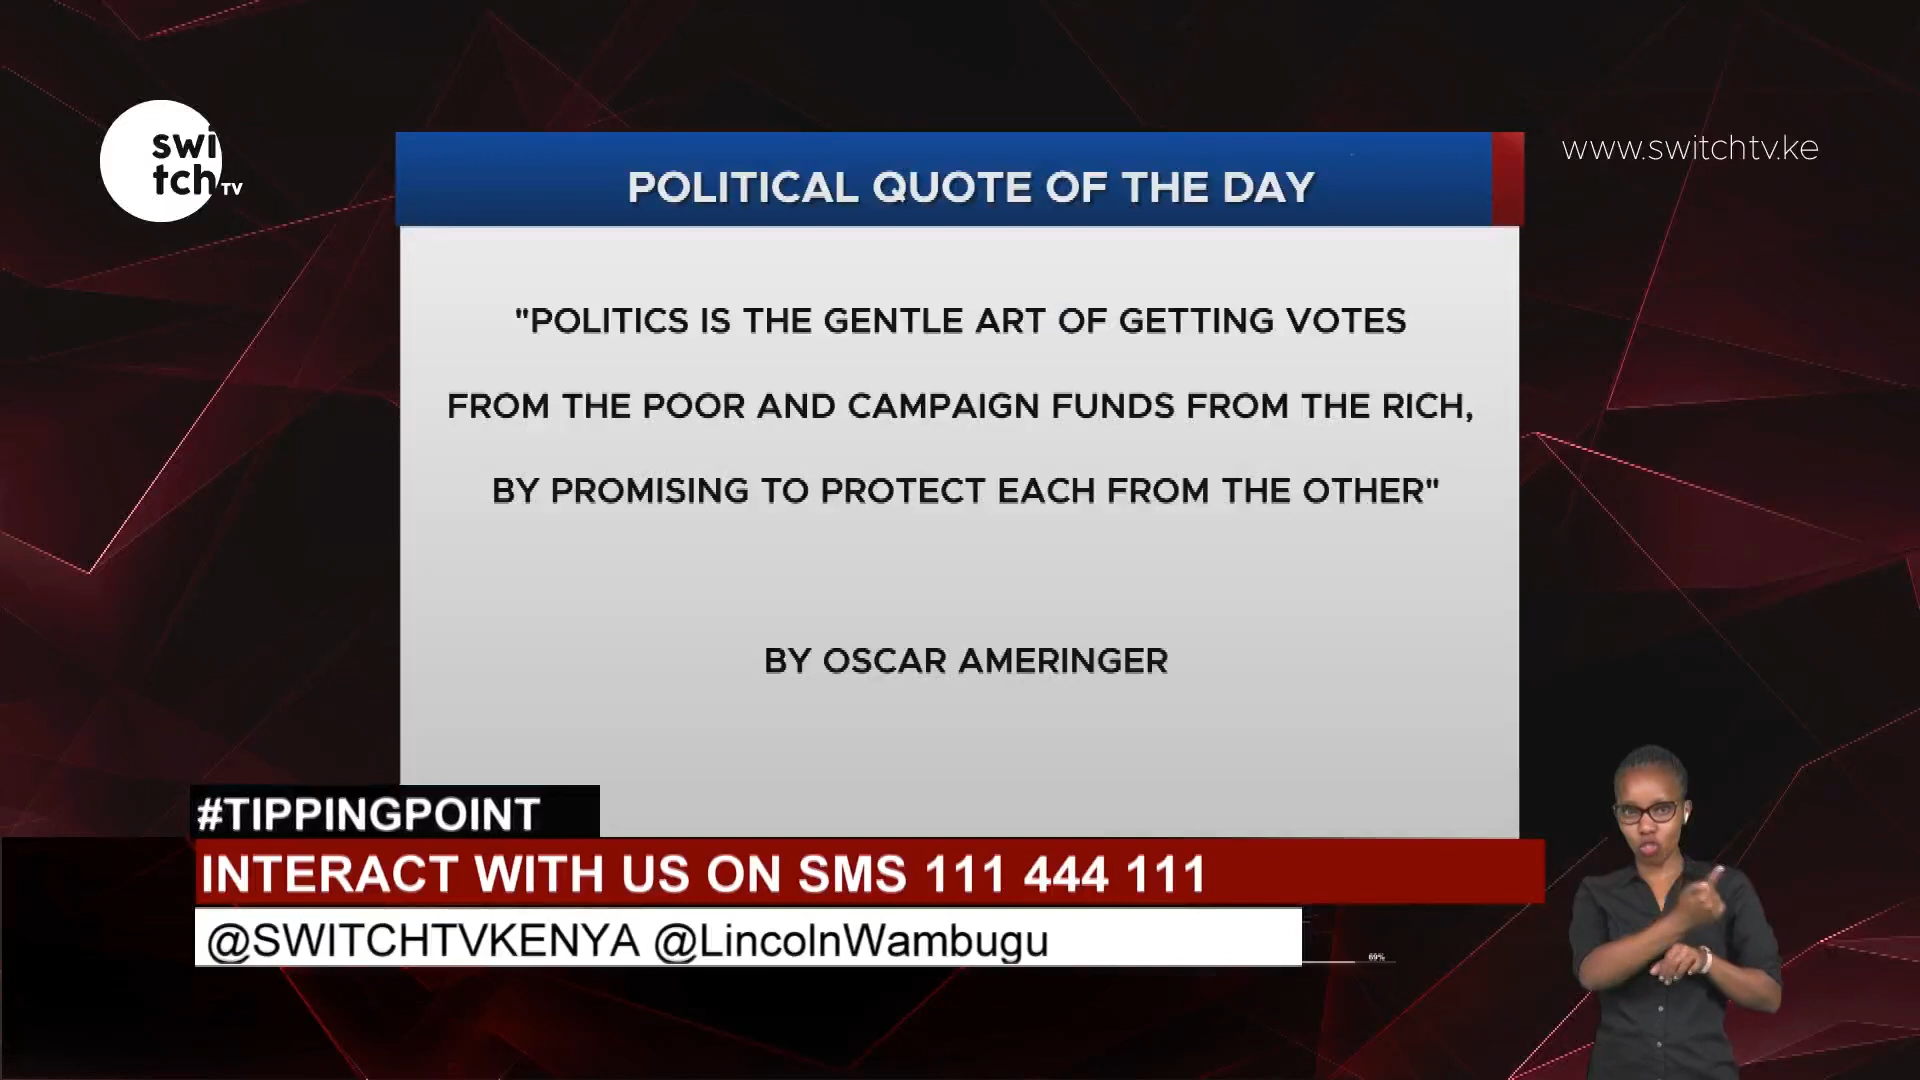 swi
tch TV
www.switchtv.ke
POLITICAL QUOTE OF THE DAY
"POLITICS IS THE GENTLE ART OF GETTING VOTES
FROM THE POOR AND CAMPAIGN FUNDS FROM THE RICH,
BY PROMISING TO PROTECT EACH FROM THE OTHER"
BY OSCAR AMERINGER
#TIPPINGPOINT
INTERACT WITH US ON SMS 111 444 111
@SWITCHTVKENYA @LincolnWambugu
69%